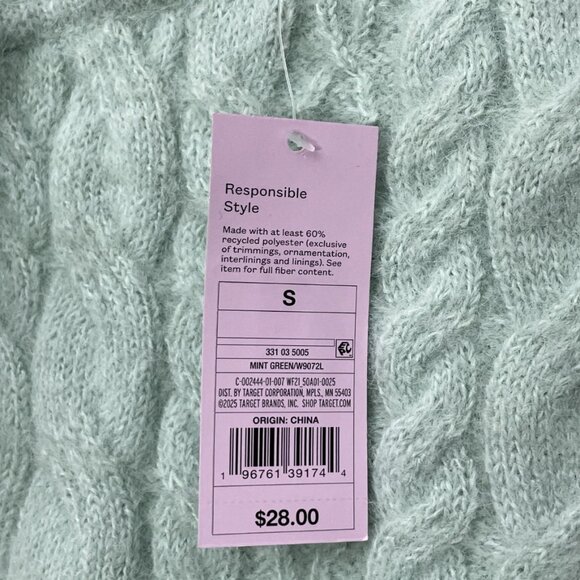 Responsible
Style
Made with at least 60%
recycled polyester (exclusive
of trimmings, ornamentation,
interlinings and linings). See
item for full fiber content.
S
331 03 5005
MINT GREEN/W9072L
C-002444-01-007 WF21_50A01-0025
DIST. BY TARGET CORPORATION, MPLS., MN 55403
©2025 TARGET BRANDS, INC. SHOP TARGET.COM
ORIGIN: CHINA
1 96761 39174 4
$28.00